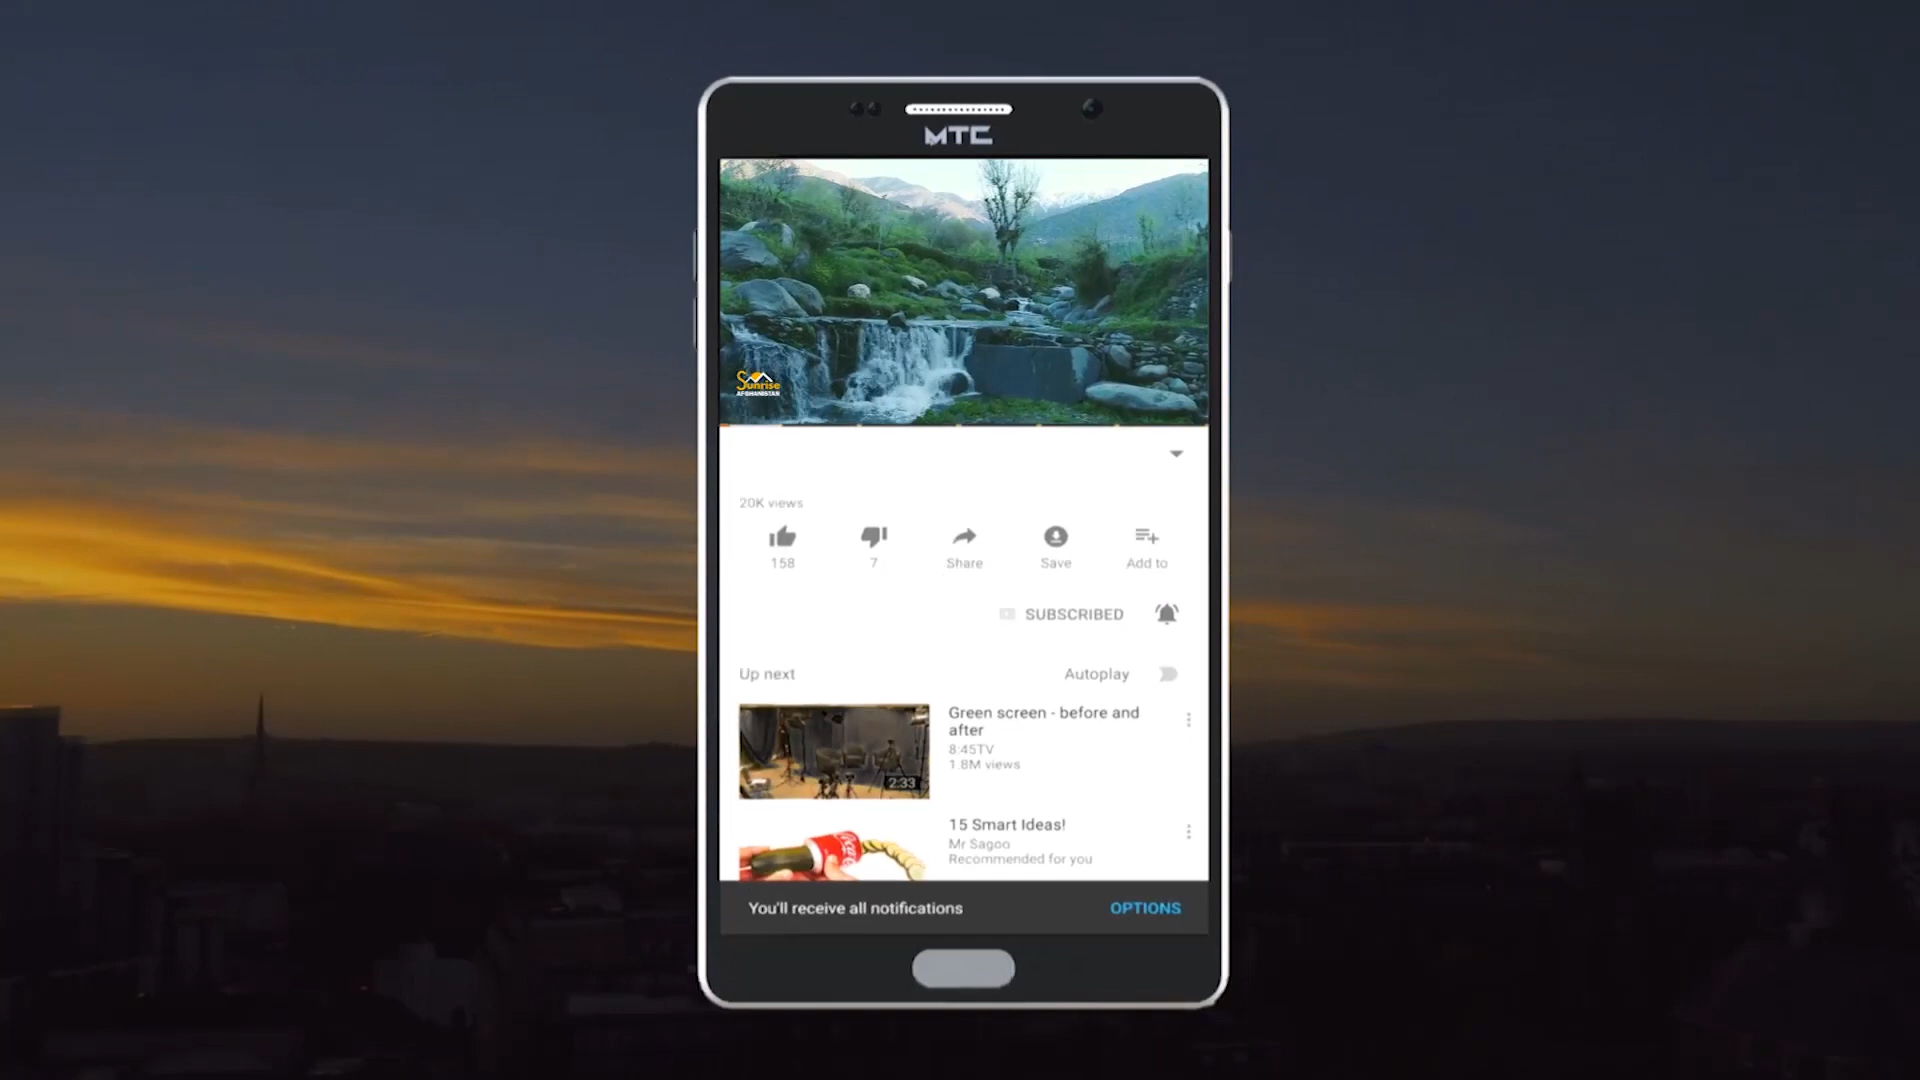 MTC
Sunrise
AFGHANISTAN
20K views
158
7
Share
Save
Add to
SUBSCRIBED
Up next
Autoplay
Green screen - before and
after
8:45TV
1.8M views
2:33
15 Smart Ideas!
Mr Sagoo
Recommended for you
You'll receive all notifications
OPTIONS